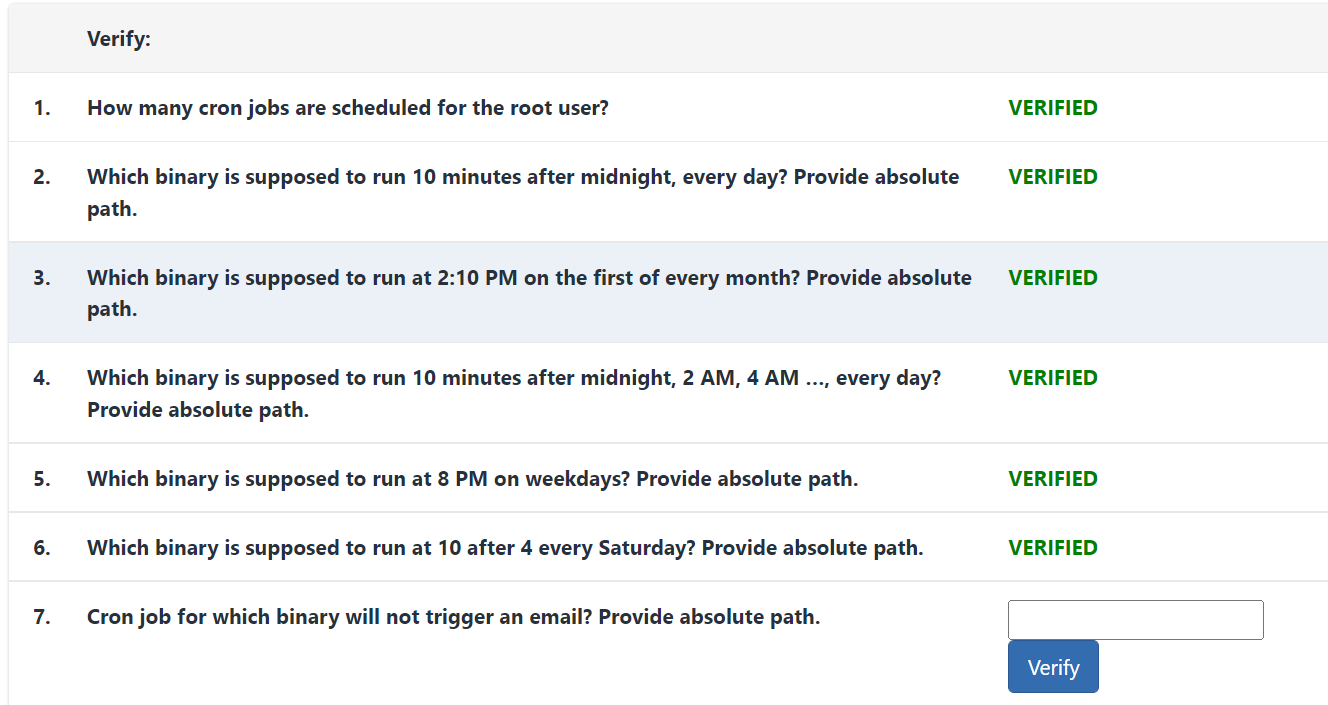 Verify:
1. How many cron jobs are scheduled for the root user? VERIFIED
2. Which binary is supposed to run 10 minutes after midnight, every day? Provide absolute VERIFIED
path.
3. Which binary is supposed to run at 2:10 PM on the first of every month? Provide absolute VERIFIED
path.
4. Which binary is supposed to run 10 minutes after midnight, 2 AM, 4 AM ..., every day? VERIFIED
Provide absolute path.
5. Which binary is supposed to run at 8 PM on weekdays? Provide absolute path. VERIFIED
6. Which binary is supposed to run at 10 after 4 every Saturday? Provide absolute path. VERIFIED
7. Cron job for which binary will not trigger an email? Provide absolute path.
Verify